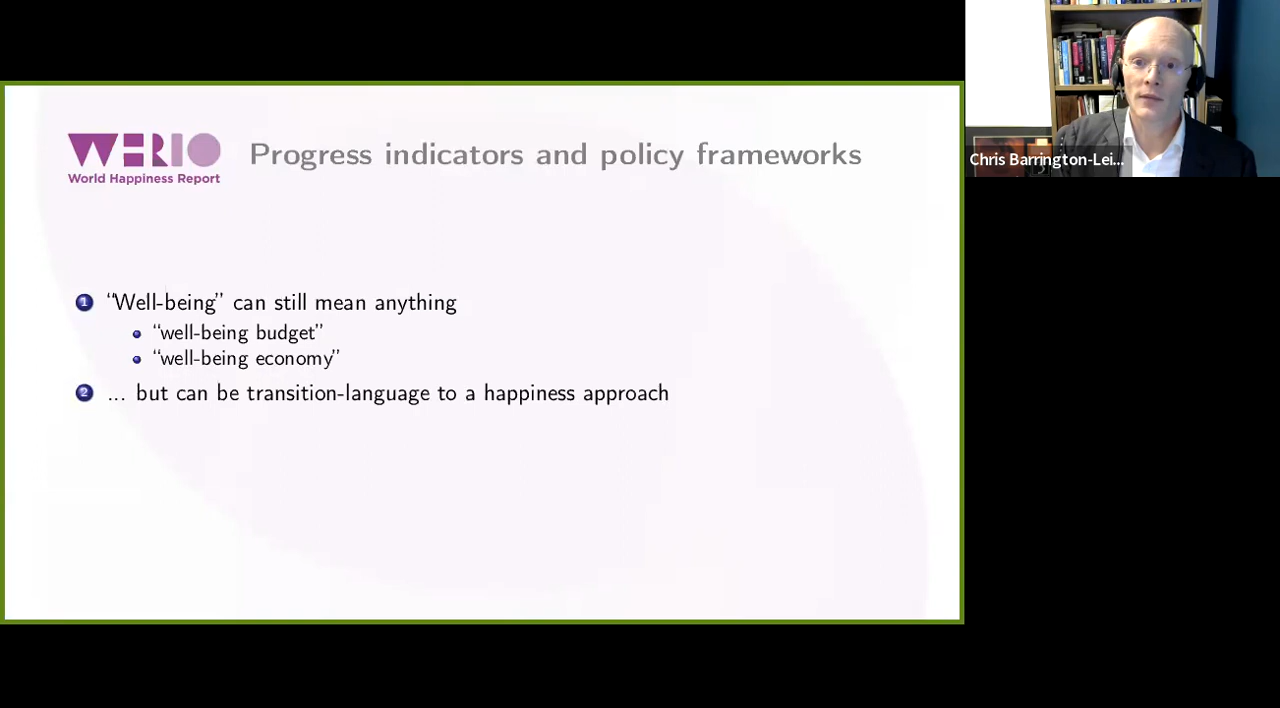 WHR10
World Happiness Report
Progress indicators and policy frameworks
1 “Well-being” can still mean anything
“well-being budget”
“well-being economy”
2 ... but can be transition-language to a happiness approach
Chris Barrington-Lei...